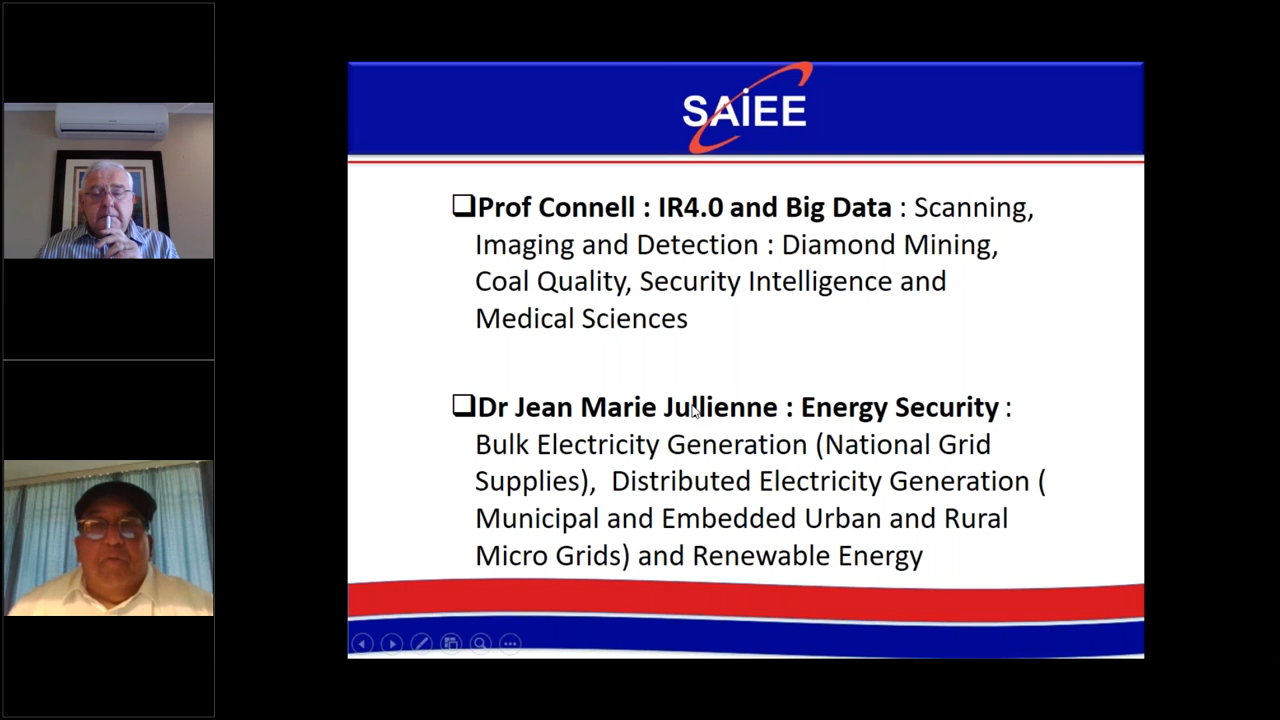 SAIEE
❑Prof Connell : IR4.0 and Big Data : Scanning,
Imaging and Detection : Diamond Mining,
Coal Quality, Security Intelligence and
Medical Sciences
❑Dr Jean Marie Jullienne : Energy Security :
Bulk Electricity Generation (National Grid
Supplies), Distributed Electricity Generation (
Municipal and Embedded Urban and Rural
Micro Grids) and Renewable Energy